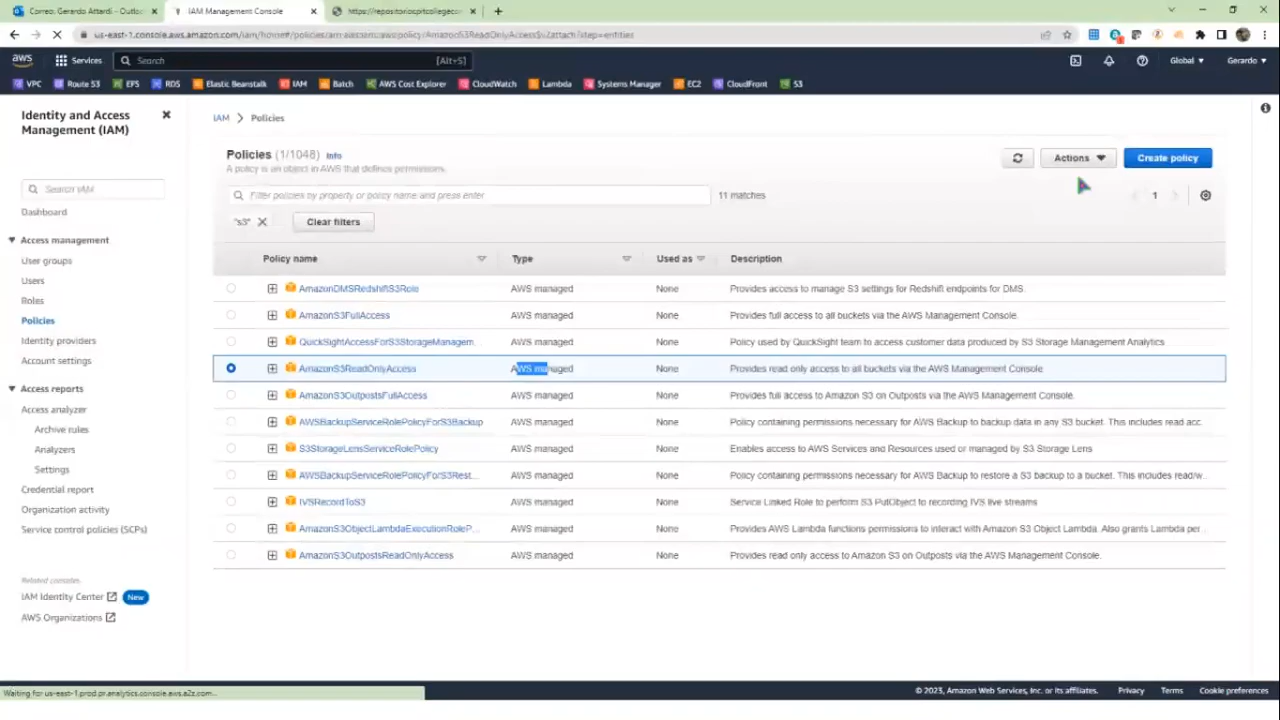 Correo: Gerardo Attardi - Outloo
IAM Management Console
https://repositoriocpitcollegeco
us-east-1.console.aws.amazon.com/iam/home#/policies/
aws
Services
Search
[Alt+S]
Global
Gerardo
VPC
Route 53
EFS
RDS
Elastic Beanstalk
IAM
Batch
AWS Cost Explorer
CloudWatch
Lambda
Systems Manager
EC2
CloudFront
S3
Identity and Access
Management (IAM)
Search IAM
Dashboard
Access management
User groups
Users
Roles
Policies
Identity providers
Account settings
Access reports
Access analyzer
Archive rules
Analyzers
Settings
Credential report
Organization activity
Service control policies (SCPs)
Related consoles
IAM Identity Center
New
AWS Organizations
IAM > Policies
Policies (1/1048) Info
A policy is an object in AWS that defines permissions.
Actions
Create policy
Filter policies by property or policy name and press enter
11 matches
1
"s3"
Clear filters
Policy name Type Used as Description
AmazonDMSRedshiftS3Role AWS managed None Provides access to manage S3 settings for Redshift endpoints for DMS.
AmazonS3FullAccess AWS managed None Provides full access to all buckets via the AWS Management Console.
QuickSightAccessForS3StorageManagem... AWS managed None Policy used by QuickSight team to access customer data produced by S3 Storage Management Analytics
AmazonS3ReadOnlyAccess AWS managed None Provides read only access to all buckets via the AWS Management Console.
AmazonS3OutpostsFullAccess AWS managed None Provides full access to Amazon S3 on Outposts via the AWS Management Console.
AWSBackupServiceRolePolicyForS3Backup AWS managed None Policy containing permissions necessary for AWS Backup to backup data in any S3 bucket. This includes read acc...
S3StorageLensServiceRolePolicy AWS managed None Enables access to AWS Services and Resources used or managed by S3 Storage Lens
AWSBackupServiceRolePolicyForS3Rest... AWS managed None Policy containing permissions necessary for AWS Backup to restore a S3 backup to a bucket. This includes read/w...
IVSRecordToS3 AWS managed None Service Linked Role to perform S3 PutObject to recording IVS live streams
AmazonS3ObjectLambdaExecutionRoleP... AWS managed None Provides AWS Lambda functions permissions to interact with Amazon S3 Object Lambda. Also grants Lambda per...
AmazonS3OutpostsReadOnlyAccess AWS managed None Provides read only access to Amazon S3 on Outposts via the AWS Management Console.
Waiting for us-east-1.prod.pr.analytics.console.aws.a2z.com...
© 2023, Amazon Web Services, Inc. or its affiliates.
Privacy
Terms
Cookie preferences